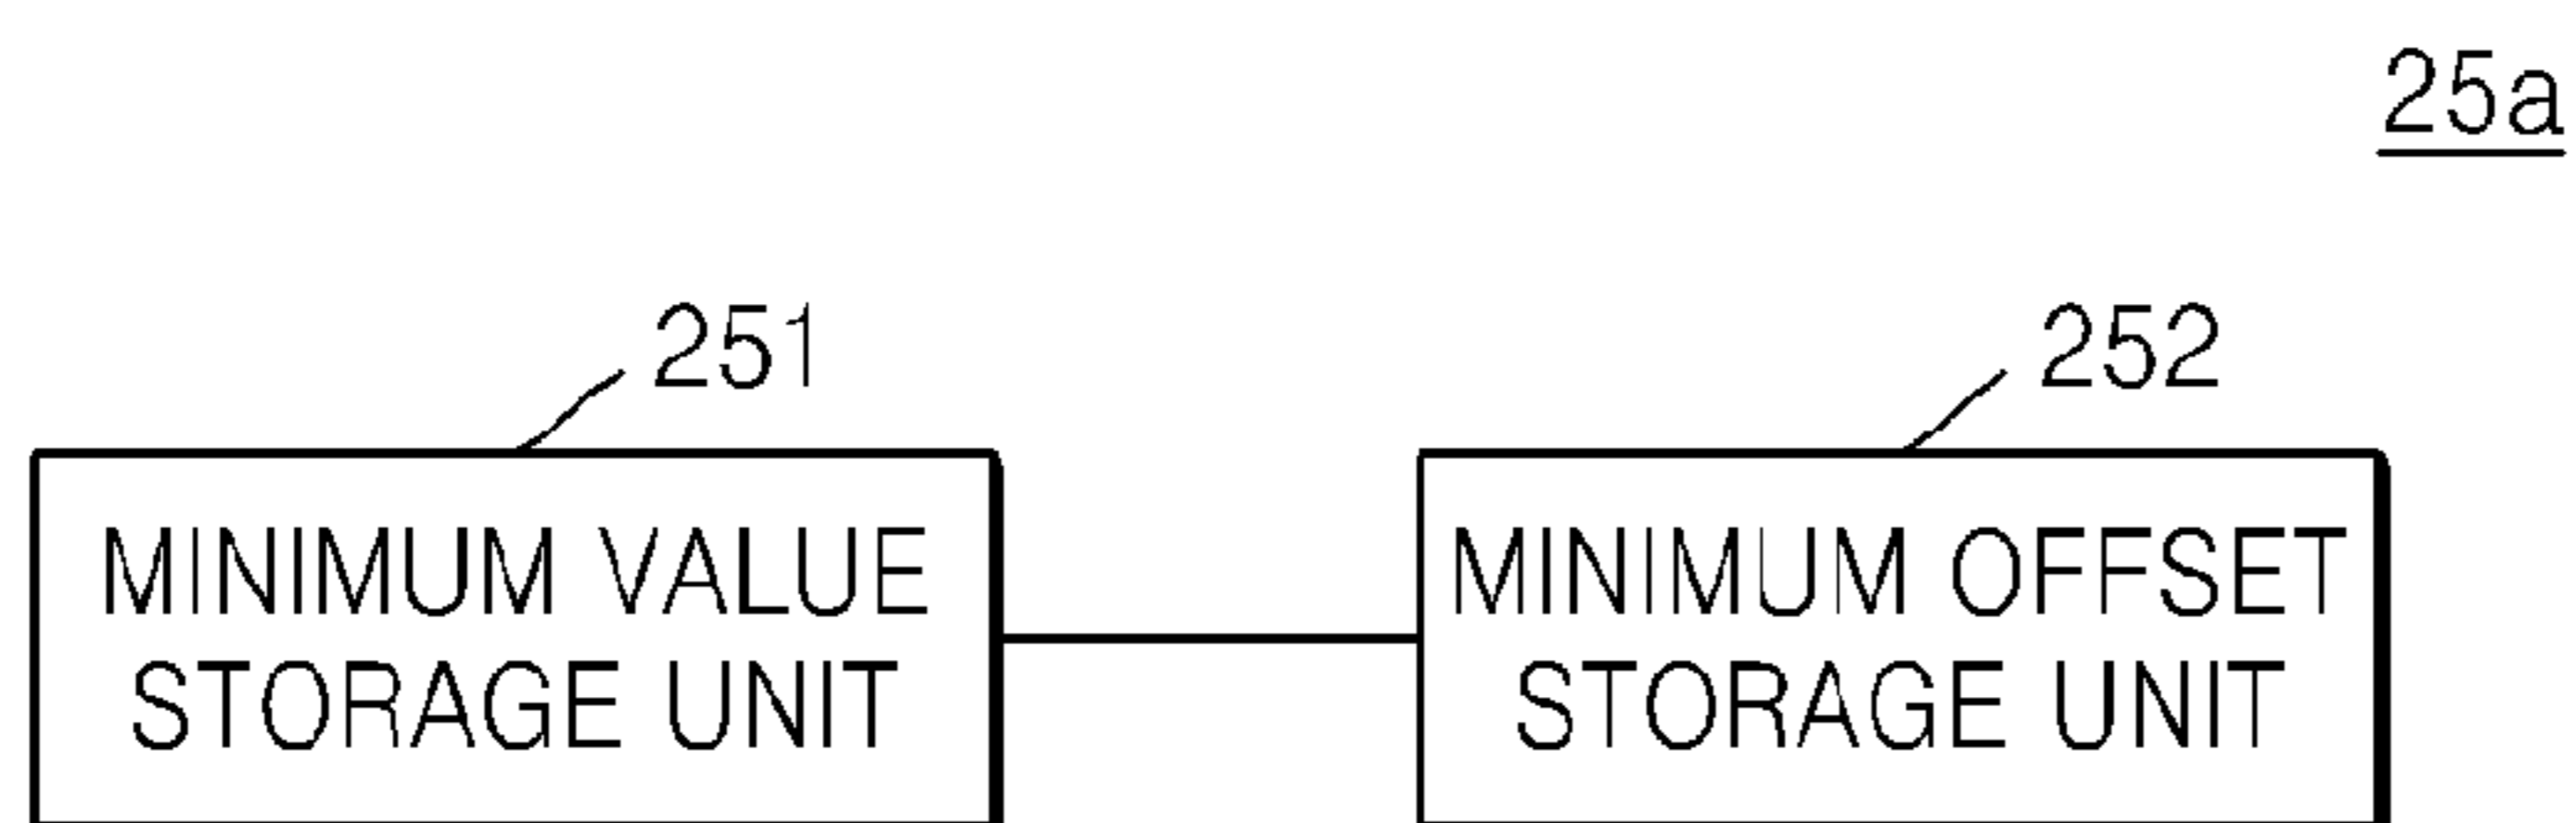 25a
251
252
MINIMUM VALUE
STORAGE UNIT
MINIMUM OFFSET
STORAGE UNIT